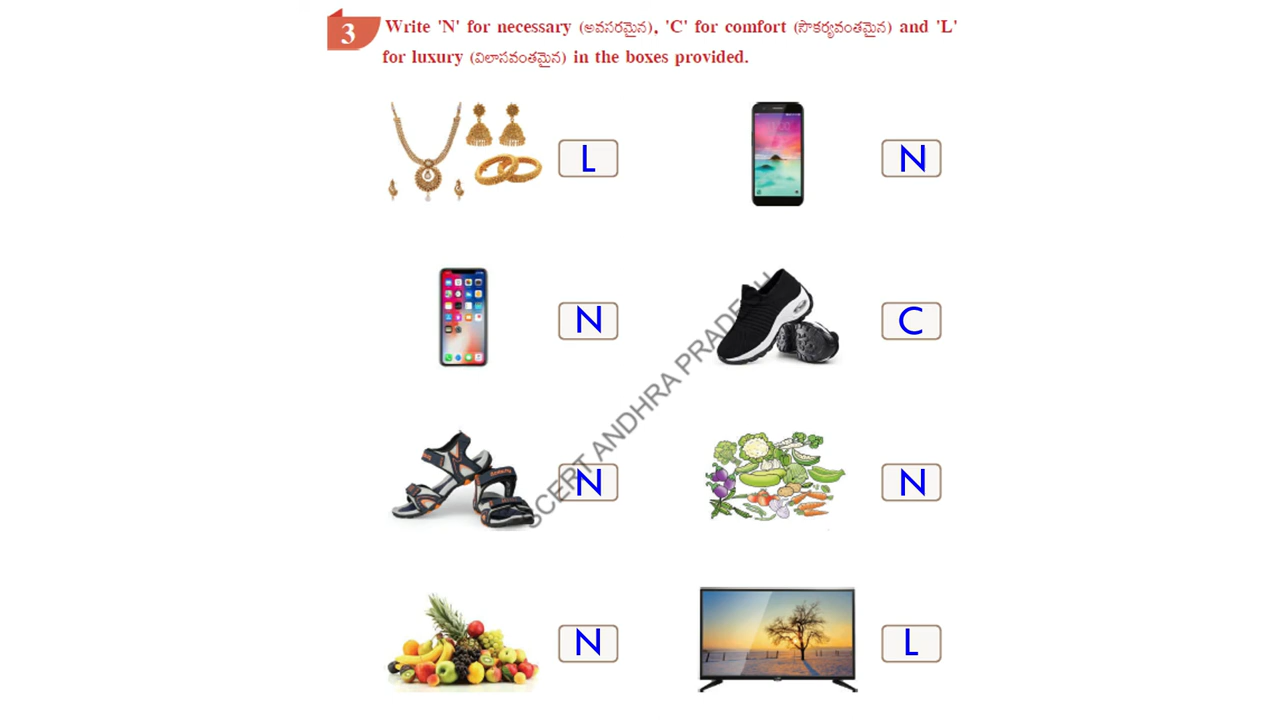 3 Write 'N' for necessary (అవసరమైన), 'C' for comfort (సౌకర్యవంతమైన) and 'L'
for luxury (విలాసవంతమైన) in the boxes provided.
L N
N C
N N
N L
SCERT ANDHRA PRADESH